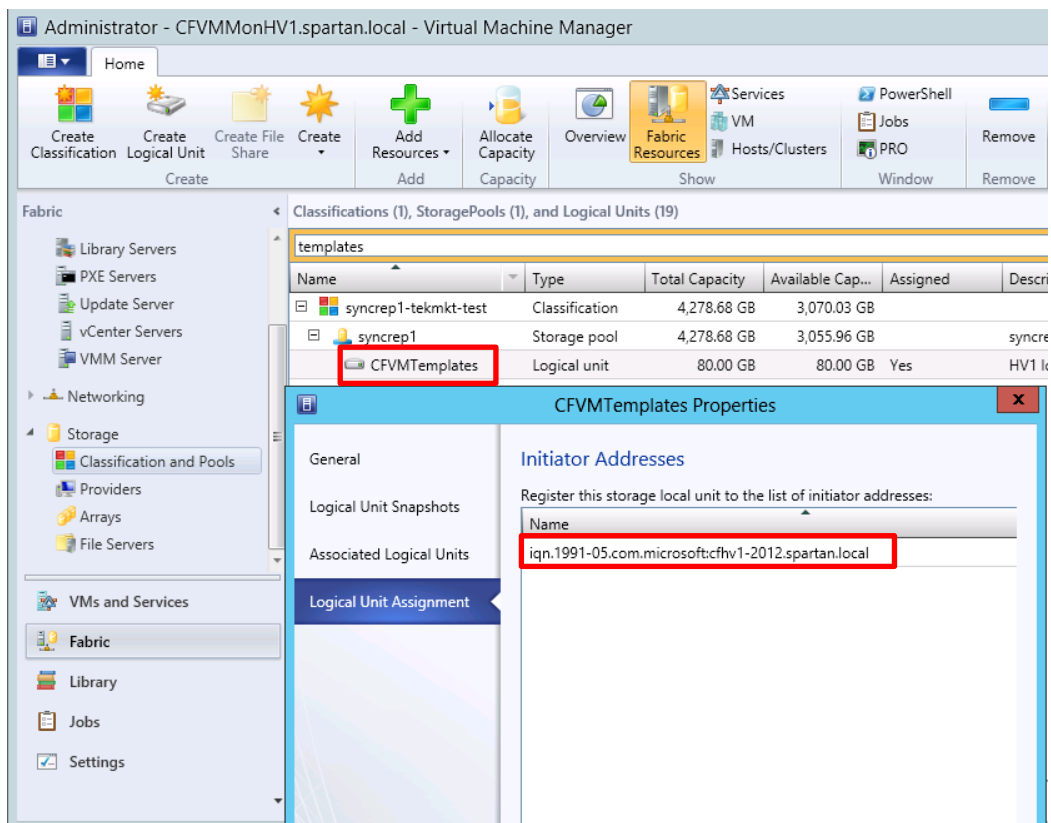 Administrator - CFVMMonHV1.spartan.local - Virtual Machine Manager
Home
Create Classification
Create Logical Unit
Create File Share
Create
Add Resources
Allocate Capacity
Overview
Fabric Resources
Services
VM
Hosts/Clusters
PowerShell
Jobs
PRO
Remove
Create
Add
Capacity
Show
Window
Remove
Fabric
Library Servers
PXE Servers
Update Server
vCenter Servers
VMM Server
Networking
Storage
Classification and Pools
Providers
Arrays
File Servers
VMs and Services
Fabric
Library
Jobs
Settings
Classifications (1), StoragePools (1), and Logical Units (19)
templates
Name Type Total Capacity Available Cap... Assigned Descri
syncrep1-tekmkt-test Classification 4,278.68 GB 3,070.03 GB
syncrep1 Storage pool 4,278.68 GB 3,055.96 GB syncre
CFVMTemplates Logical unit 80.00 GB 80.00 GB Yes HV1 lo
CFVMTemplates Properties
x
General
Logical Unit Snapshots
Associated Logical Units
Logical Unit Assignment
Initiator Addresses
Register this storage local unit to the list of initiator addresses:
Name
iqn.1991-05.com.microsoft:cfhv1-2012.spartan.local